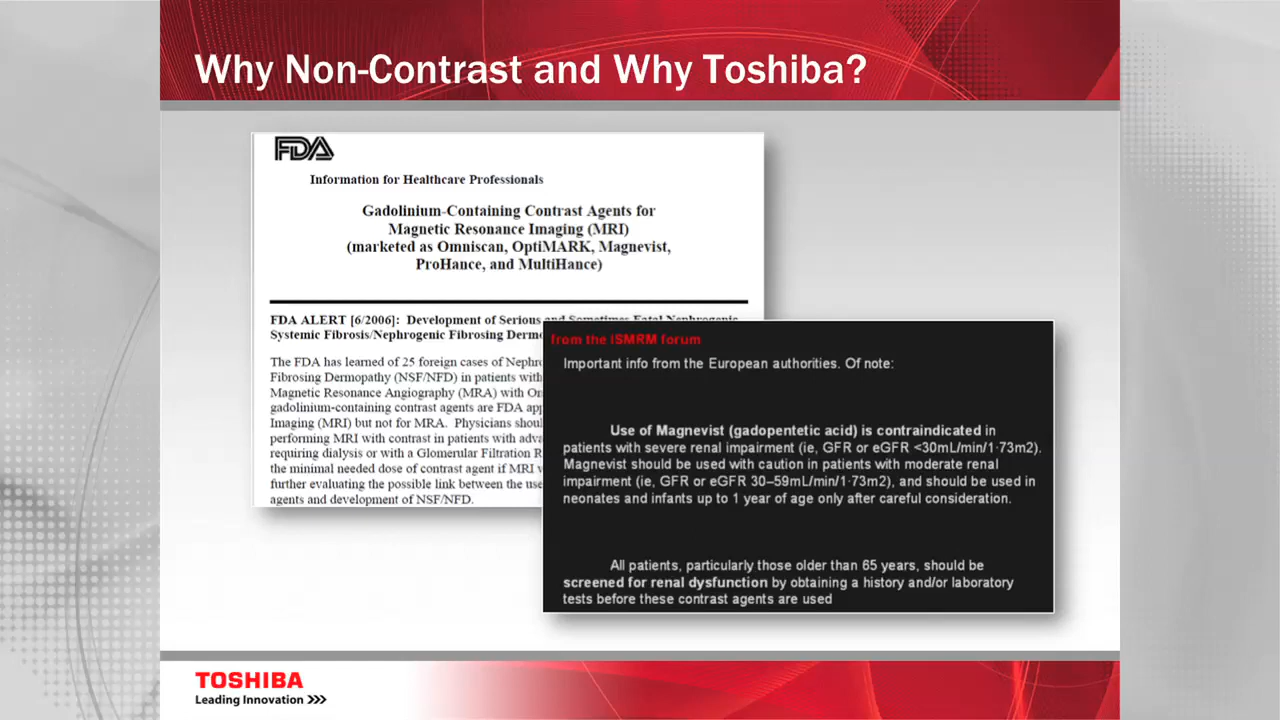 Why Non-Contrast and Why Toshiba?
FDA
Information for Healthcare Professionals
Gadolinium-Containing Contrast Agents for
Magnetic Resonance Imaging (MRI)
(marketed as Omniscan, OptiMARK, Magnevist,
ProHance, and MultiHance)
FDA ALERT [6/2006]: Development of Serious and Sometimes Fatal Nephrogenic
Systemic Fibrosis/Nephrogenic Fibrosing
The FDA has learned of 25 foreign cases of
Fibrosing Dermopathy (NSF/NFD) in patients with
Magnetic Resonance Angiography (MRA) with
gadolinium-containing contrast agents are FDA
Imaging (MRI) but not for MRA. Physicians
performing MRI with contrast in patients with
requiring dialysis or with a Glomerular Filtration
the minimal needed dose of contrast agent if MRI
further evaluating the possible link between the use
agents and development of NSF/NFD.
from the ISMRM forum
Important info from the European authorities. Of note:
Use of Magnevist (gadopentetic acid) is contraindicated in
patients with severe renal impairment (ie, GFR or eGFR <30mL/min/1·73m2).
Magnevist should be used with caution in patients with moderate renal
impairment (ie, GFR or eGFR 30–59mL/min/1·73m2), and should be used in
neonates and infants up to 1 year of age only after careful consideration.
All patients, particularly those older than 65 years, should be
screened for renal dysfunction by obtaining a history and/or laboratory
tests before these contrast agents are used
TOSHIBA
Leading Innovation >>>